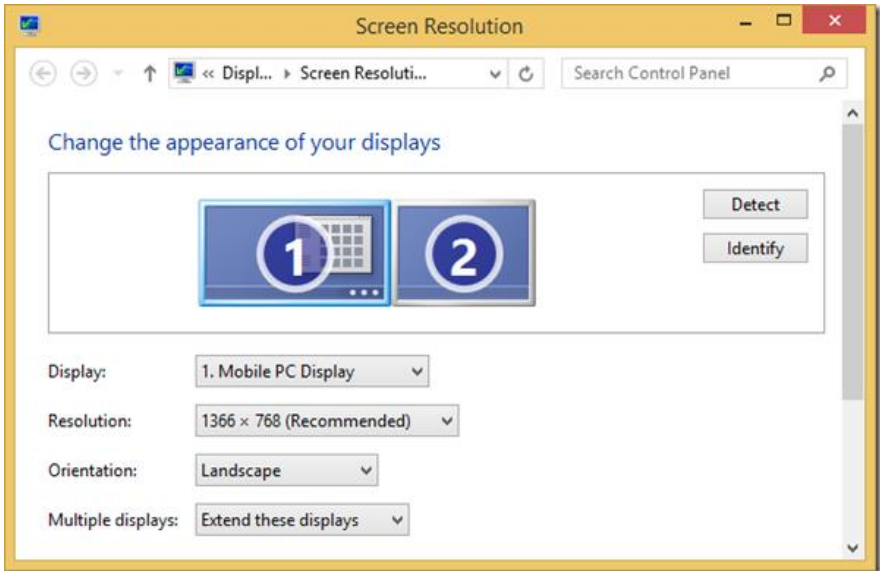 Screen Resolution
« Displ... Screen Resoluti... Search Control Panel
Change the appearance of your displays
1 2
Detect
Identify
Display: 1. Mobile PC Display
Resolution: 1366 × 768 (Recommended)
Orientation: Landscape
Multiple displays: Extend these displays